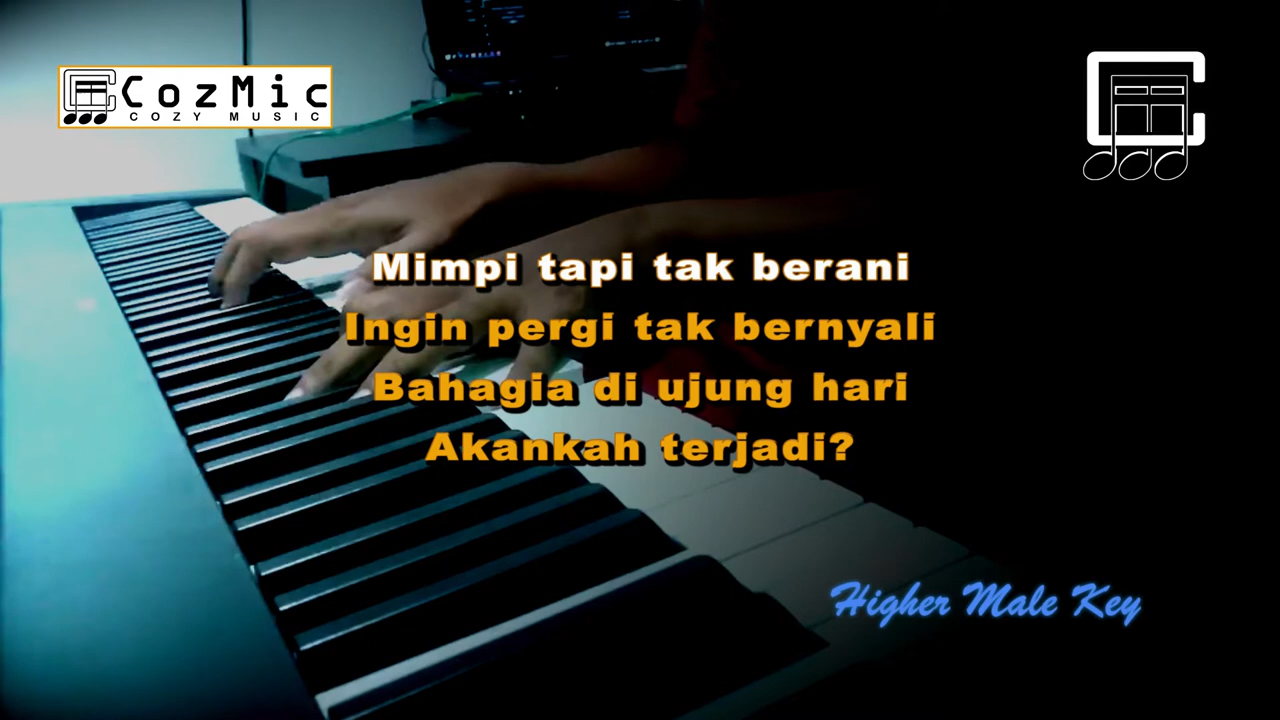 CozMic
COZY MUSIC
Mimpi tapi tak berani
Ingin pergi tak bernyali
Bahagia di ujung hari
Akankah terjadi?
Higher Male Key